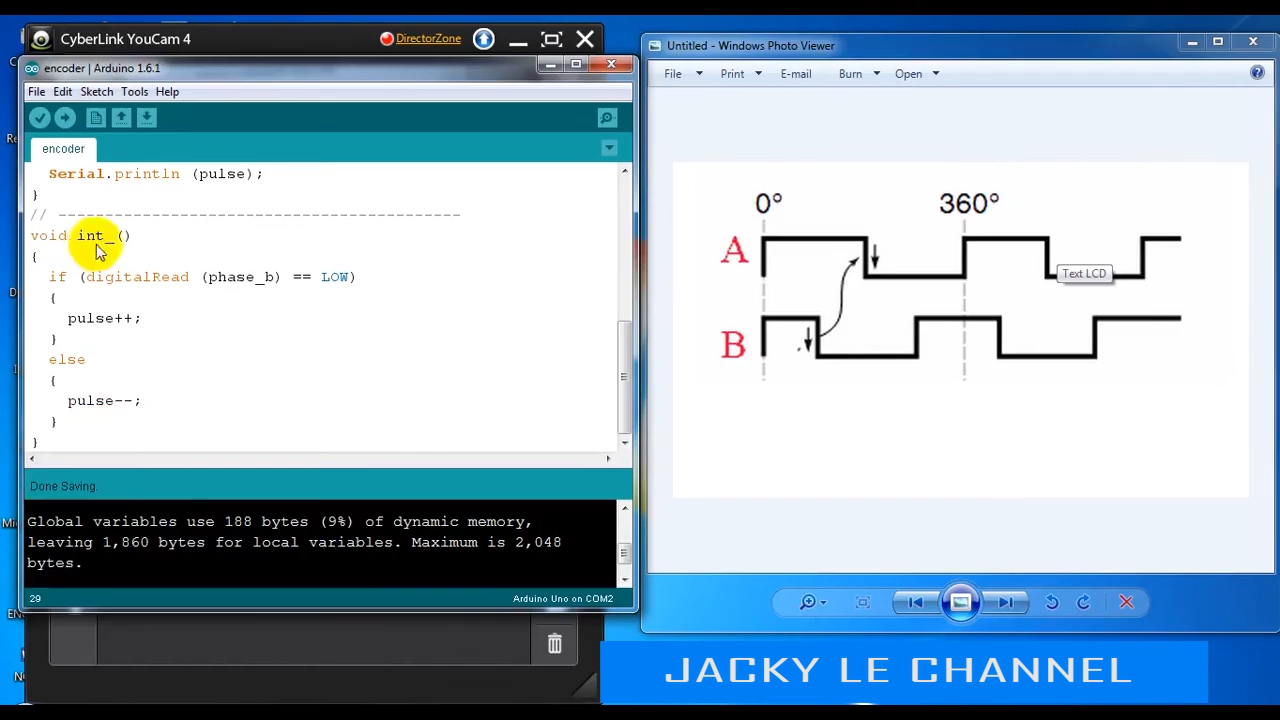 CyberLink YouCam 4
DirectorZone
encoder | Arduino 1.6.1
File Edit Sketch Tools Help
encoder
Serial.println (pulse);
}
// -------------------------------------------
void int_()
{
if (digitalRead (phase_b) == LOW)
{
pulse++;
}
else
{
pulse--;
}
}
Done Saving.
Global variables use 188 bytes (9%) of dynamic memory,
leaving 1,860 bytes for local variables. Maximum is 2,048
bytes.
29
Arduino Uno on COM2
Untitled - Windows Photo Viewer
File Print E-mail Burn Open
0° 360°
A
Text LCD
B
JACKY LE CHANNEL